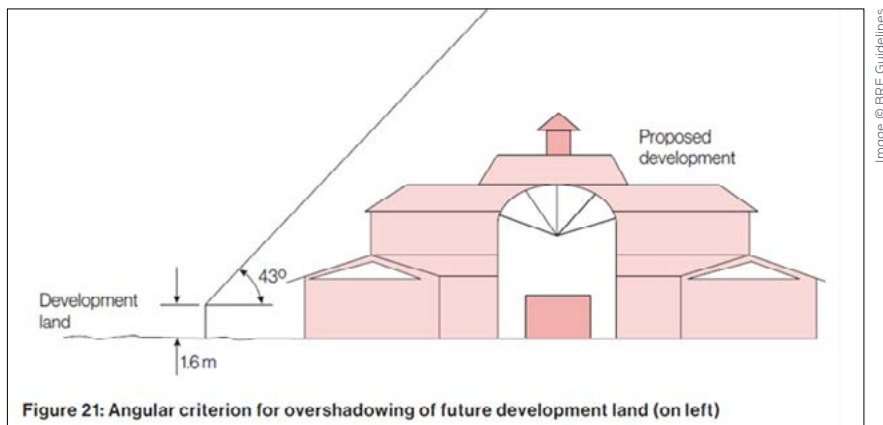 Proposed
development
43º
Development
land
1.6 m
Figure 21: Angular criterion for overshadowing of future development land (on left)
Image © BRE Guidelines